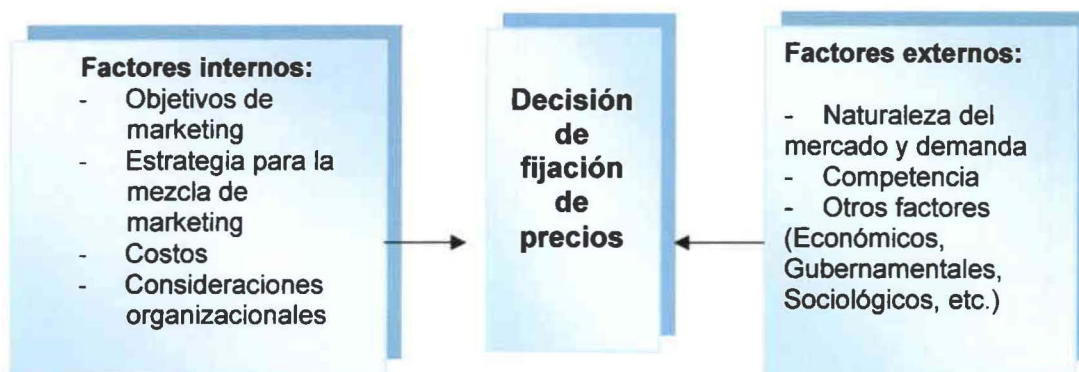 Factores internos:
- Objetivos de
marketing
- Estrategia para la
mezcla de
marketing
- Costos
- Consideraciones
organizacionales
Decisión
de
fijación
de
precios
Factores externos:
- Naturaleza del
mercado y demanda
- Competencia
- Otros factores
(Económicos,
Gubernamentales,
Sociológicos, etc.)